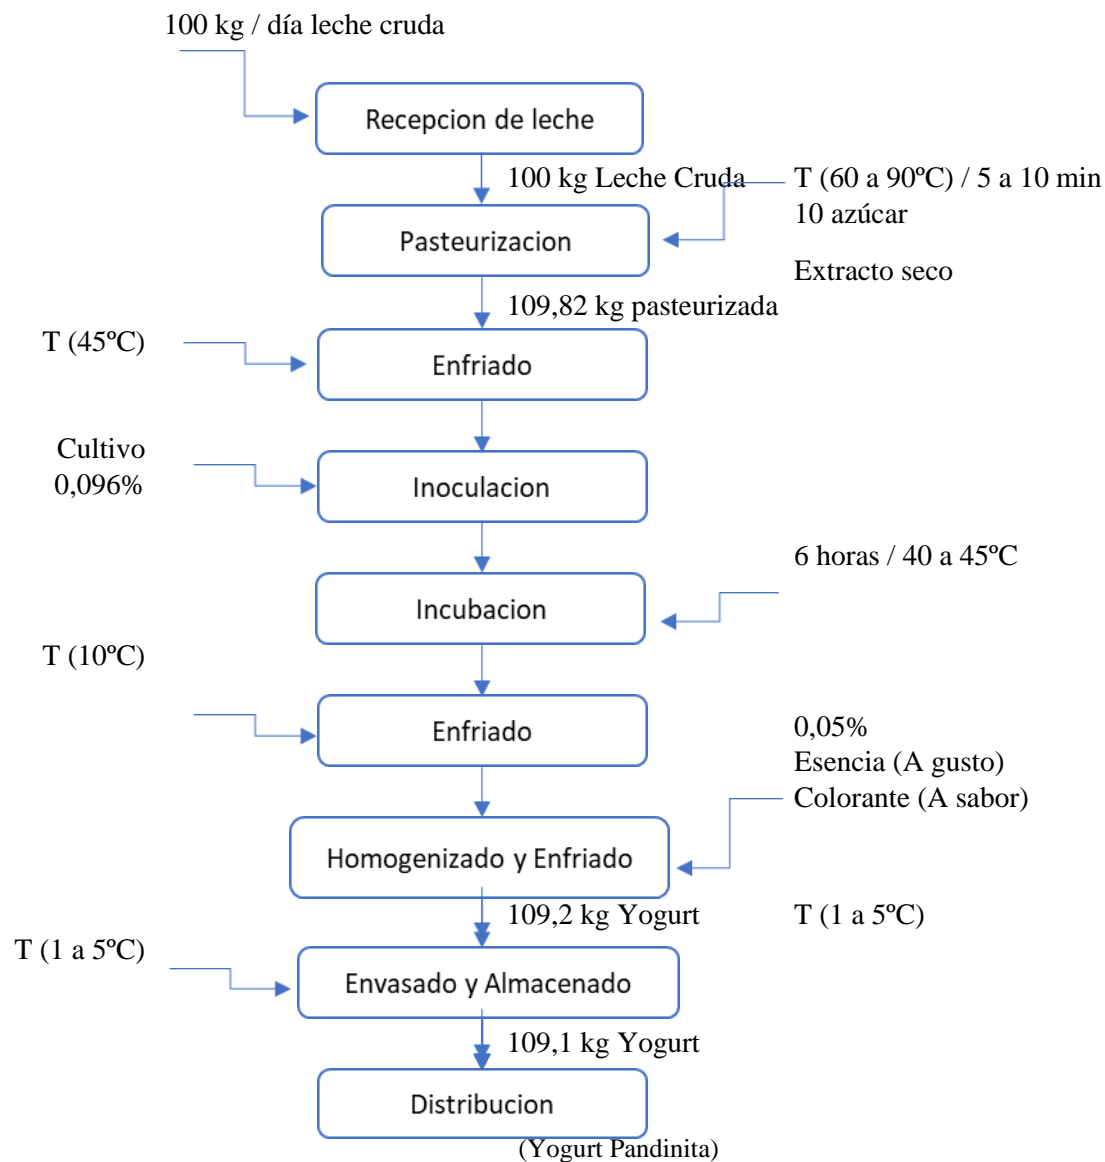 100 kg / día leche cruda
Recepcion de leche
100 kg Leche Cruda
T (60 a 90ºC) / 5 a 10 min
10 azúcar
Pasteurizacion
Extracto seco
109,82 kg pasteurizada
T (45ºC)
Enfriado
Cultivo
0,096%
Inoculacion
6 horas / 40 a 45ºC
Incubacion
T (10ºC)
Enfriado
0,05%
Esencia (A gusto)
Colorante (A sabor)
Homogenizado y Enfriado
109,2 kg Yogurt
T (1 a 5ºC)
T (1 a 5ºC)
Envasado y Almacenado
109,1 kg Yogurt
Distribucion
(Yogurt Pandinita)